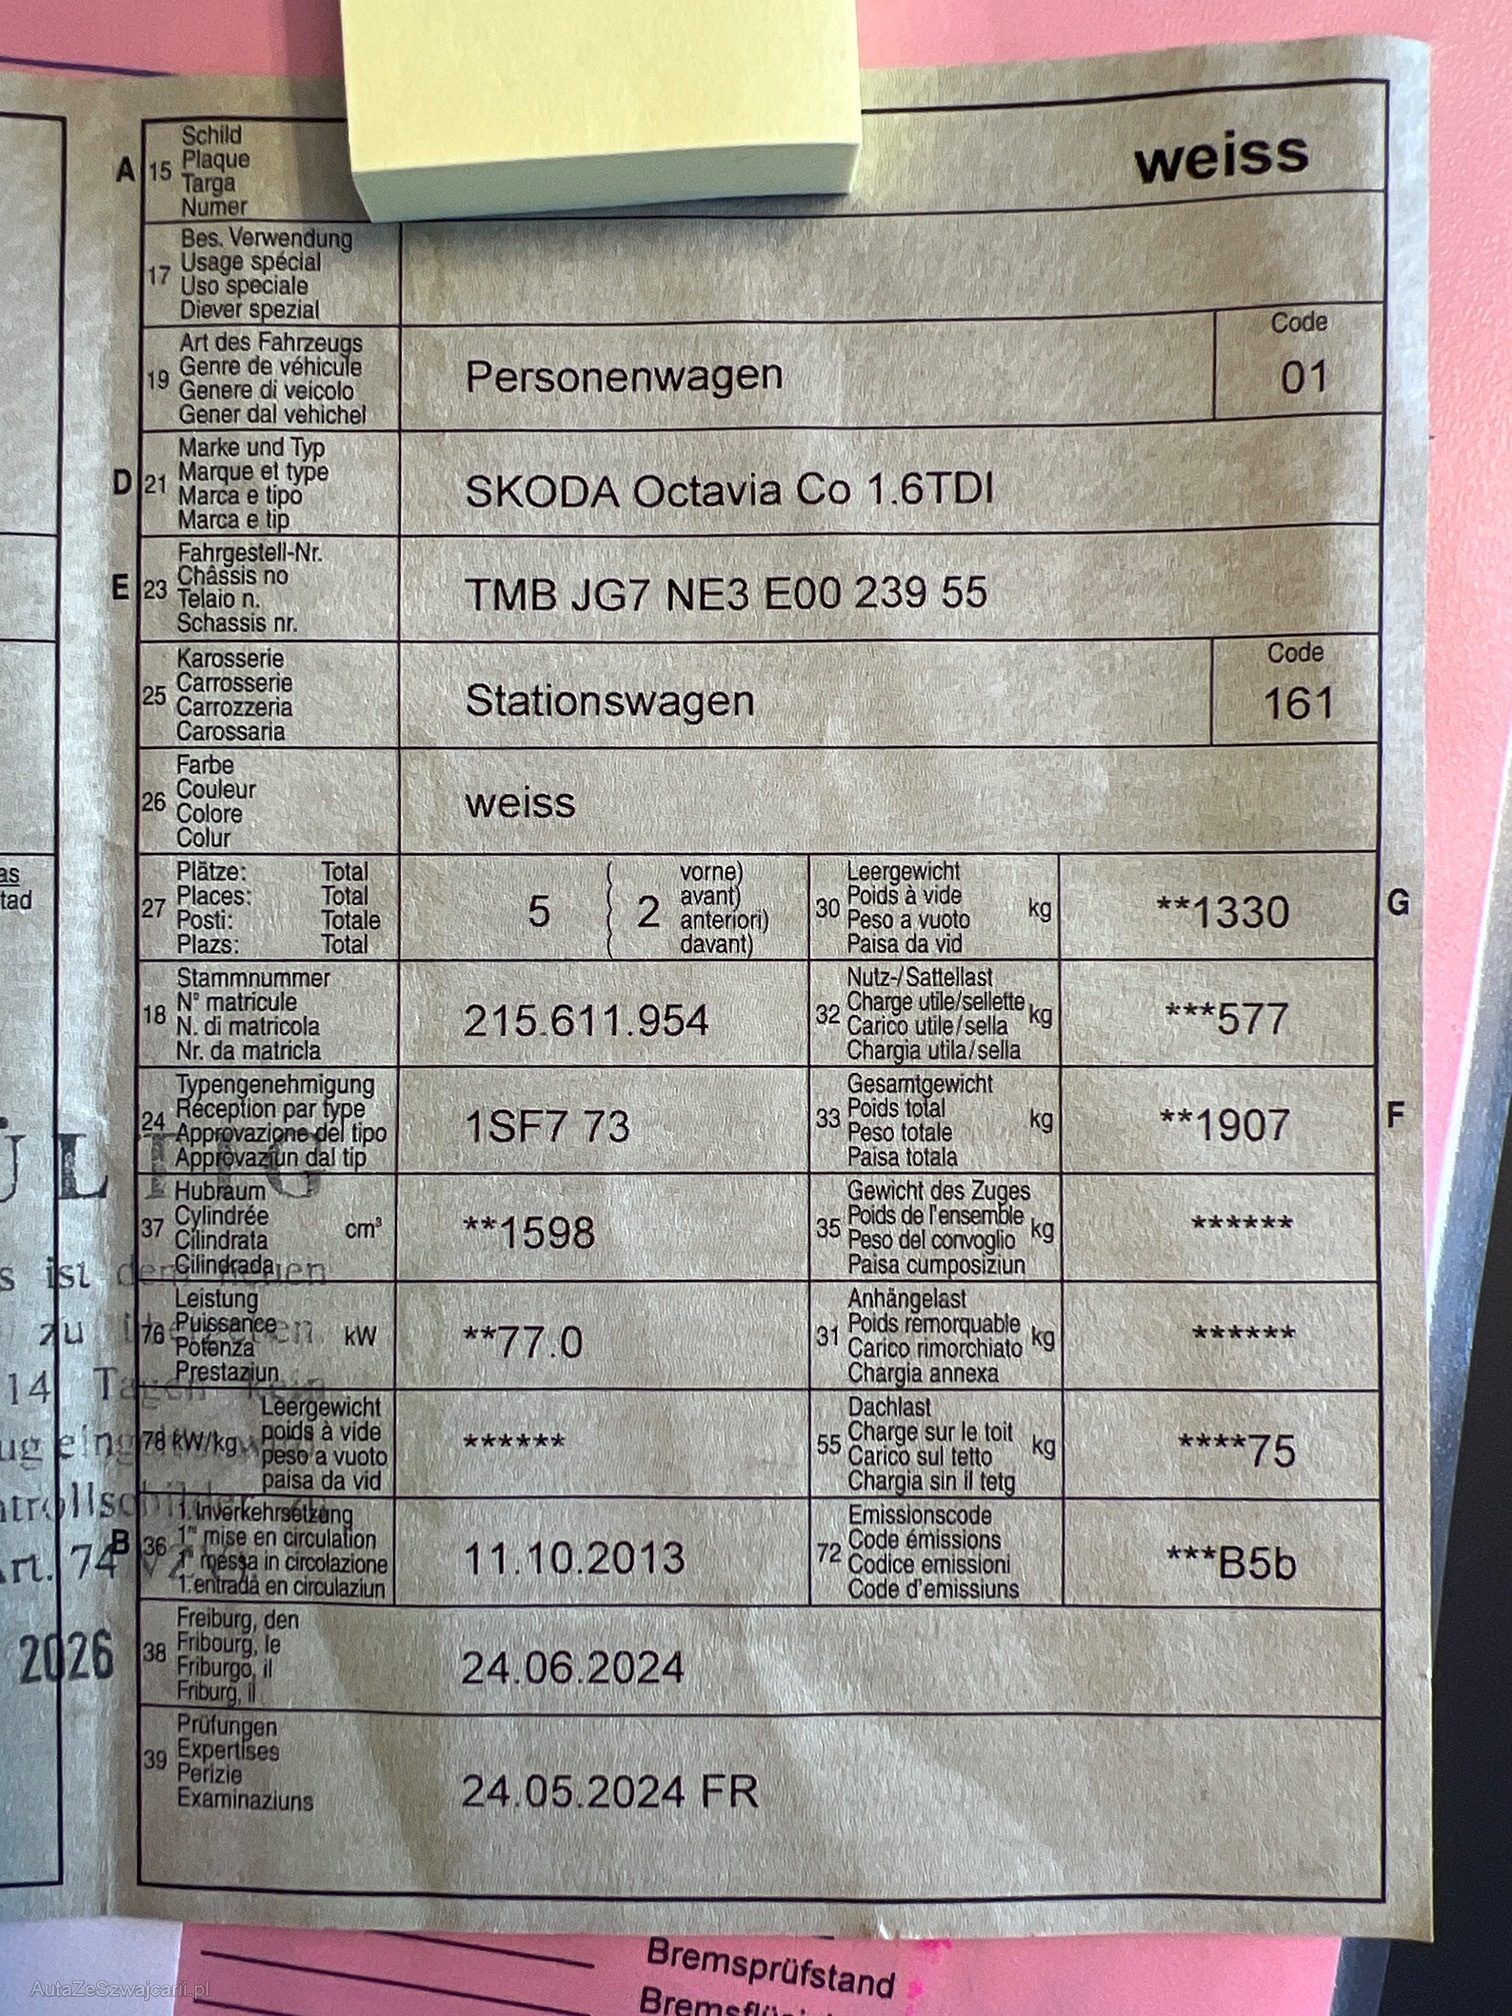 A 15 Schild
Plaque
Targa
Numer
weiss
17 Bes. Verwendung
Usage spécial
Uso speciale
Diever spezial
19 Art des Fahrzeugs
Genre de véhicule
Genere di veicolo
Gener dal vehichel
Personenwagen
Code
01
D 21 Marke und Typ
Marque et type
Marca e tipo
Marca e tip
SKODA Octavia Co 1.6TDI
E 23 Fahrgestell-Nr.
Châssis no
Telaio n.
Schassis nr.
TMB JG7 NE3 E00 239 55
25 Karosserie
Carrosserie
Carrozzeria
Carossaria
Stationswagen
Code
161
26 Farbe
Couleur
Colore
Colur
weiss
27 Plätze: Total
Places: Total
Posti: Totale
Plazs: Total
5 ( 2 vorne)
avant)
anteriori)
davant)
30 Leergewicht
Poids à vide
Peso a vuoto
Paisa da vid
kg
**1330
G
18 Stammnummer
N° matricule
N. di matricola
Nr. da matricla
215.611.954
32 Nutz-/Sattellast
Charge utile/sellette
Carico utile/sella
Chargia utila/sella
kg
***577
24 Typengenehmigung
Réception par type
Approvazione del tipo
Approvaziun dal tip
1SF7 73
33 Gesamtgewicht
Poids total
Peso totale
Paisa totala
kg
**1907
F
37 Hubraum
Cylindrée
Cilindrata
Cilindrada
cm³
**1598
35 Gewicht des Zuges
Poids de l'ensemble
Peso del convoglio
Paisa cumposiziun
kg
******
76 Leistung
Puissance
Potenza
Prestaziun
kW
**77.0
31 Anhängelast
Poids remorquable
Carico rimorchiato
Chargia annexa
kg
******
78 kW/kg Leergewicht
poids à vide
peso a vuoto
paisa da vid
******
55 Dachlast
Charge sur le toit
Carico sul tetto
Chargia sin il tetg
kg
****75
B 36 1. Inverkehrsetzung
1re mise en circulation
1a messa in circolazione
1. entrada en circulaziun
11.10.2013
72 Emissionscode
Code émissions
Codice emissioni
Code d'emissiuns
***B5b
38 Freiburg, den
Fribourg, le
Friburgo, il
Friburg, il
24.06.2024
39 Prüfungen
Expertises
Perizie
Examinaziuns
24.05.2024 FR
ist
zu
14 Tagen kein
Art. 74
2026
Bremsprüfstand
AutaZeSzwajcarii.pl